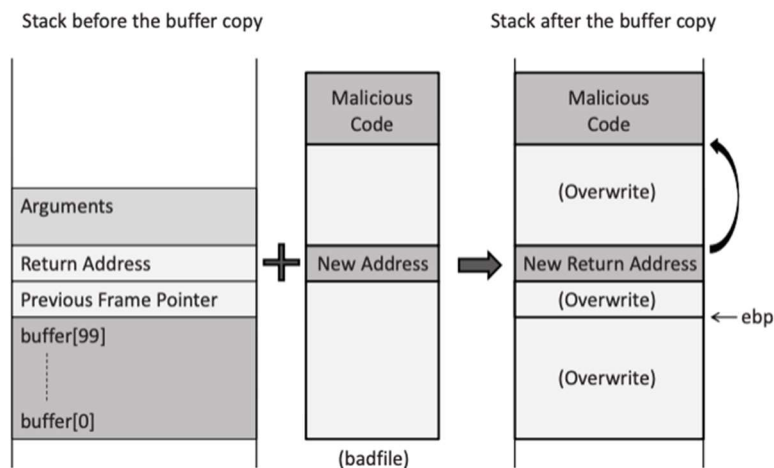 Stack before the buffer copy
Stack after the buffer copy
Arguments
Return Address
Previous Frame Pointer
buffer[99]
buffer[0]
Malicious
Code
New Address
(badfile)
Malicious
Code
(Overwrite)
New Return Address
(Overwrite)
ebp
(Overwrite)